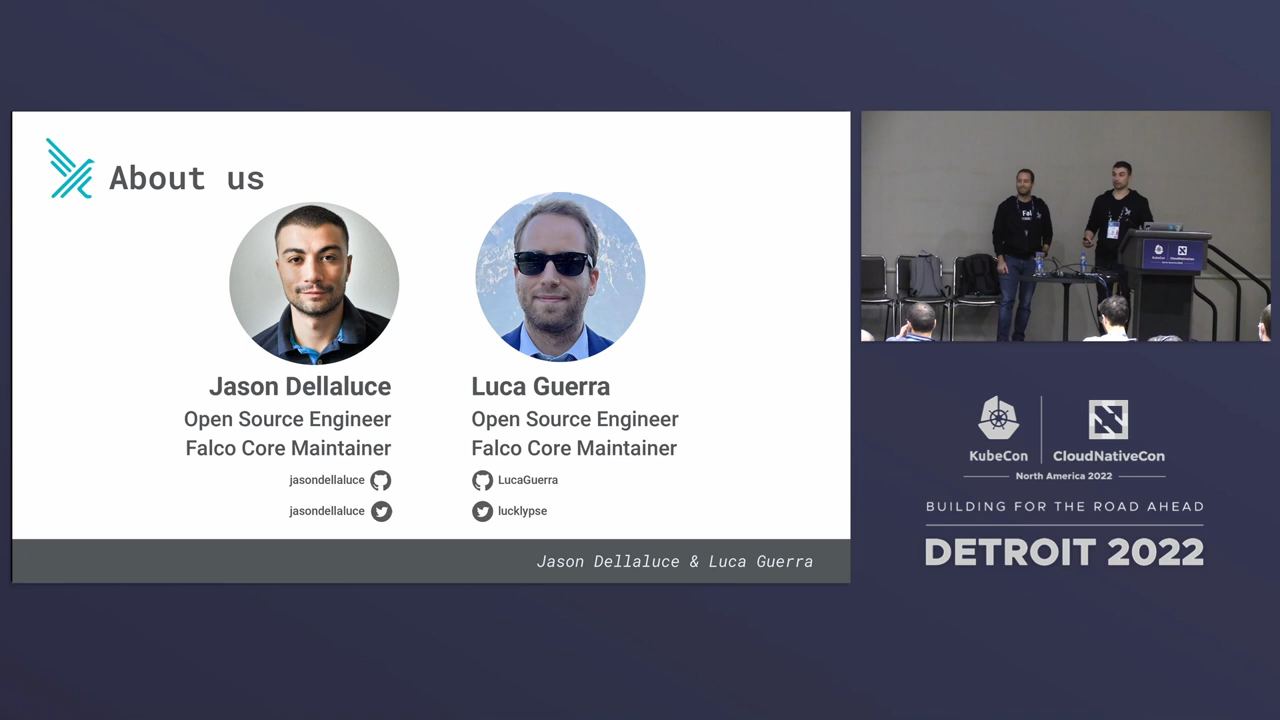 About us
Jason Dellaluce
Open Source Engineer
Falco Core Maintainer
jasondellaluce
jasondellaluce
Luca Guerra
Open Source Engineer
Falco Core Maintainer
LucaGuerra
lucklypse
Jason Dellaluce & Luca Guerra
KubeCon
CloudNativeCon
KubeCon
CloudNativeCon
North America 2022
BUILDING FOR THE ROAD AHEAD
DETROIT 2022